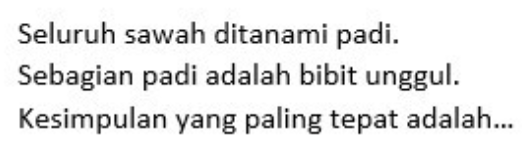 Seluruh sawah ditanami padi.
Sebagian padi adalah bibit unggul.
Kesimpulan yang paling tepat adalah...